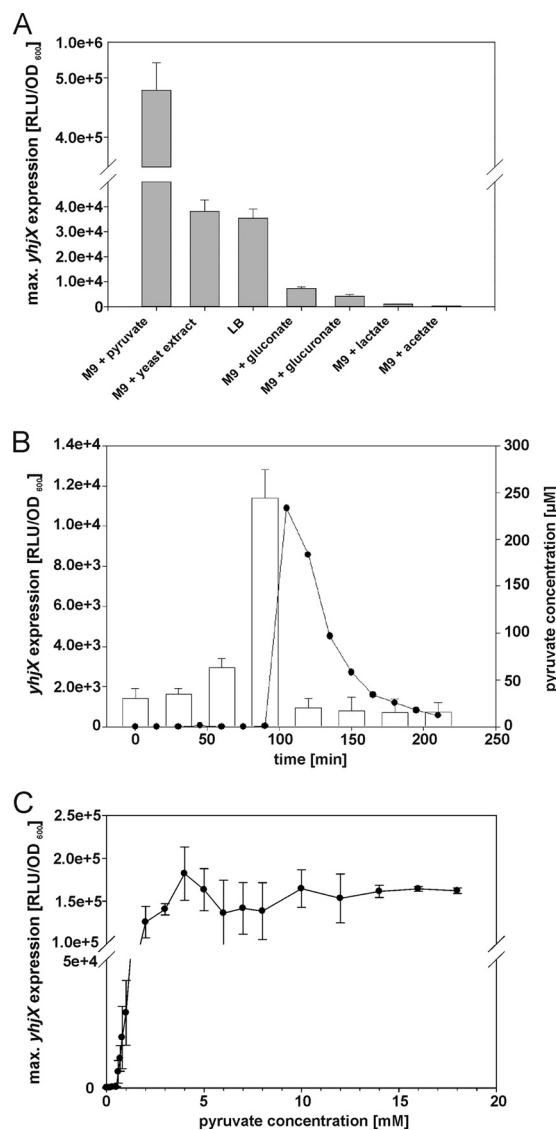 A
max. yhjX expression [RLU/OD 600]
1.0e+6
5.0e+5
4.0e+5
4.0e+4
3.0e+4
2.0e+4
1.0e+4
0
M9 + pyruvate
M9 + yeast extract
LB
M9 + gluconate
M9 + glucuronate
M9 + lactate
M9 + acetate
B
yhjX expression [RLU/OD 600]
1.4e+4
1.2e+4
1.0e+4
8.0e+3
6.0e+3
4.0e+3
2.0e+3
0
300
250
200
150
100
50
0
pyruvate concentration [µM]
0 50 100 150 200 250
time [min]
C
max. yhjX expression [RLU/OD 600]
2.5e+5
2.0e+5
1.5e+5
1.0e+5
5e+4
0
0 5 10 15 20
pyruvate concentration [mM]